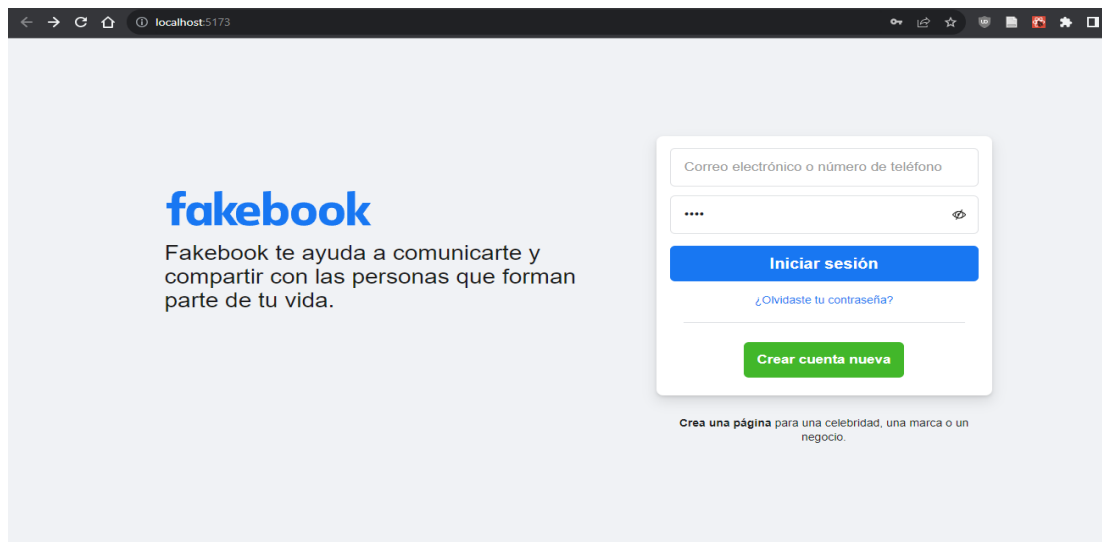 localhost:5173
fakebook
Fakebook te ayuda a comunicarte y
compartir con las personas que forman
parte de tu vida.
Correo electrónico o número de teléfono
••••
Iniciar sesión
¿Olvidaste tu contraseña?
Crear cuenta nueva
Crea una página para una celebridad, una marca o un
negocio.